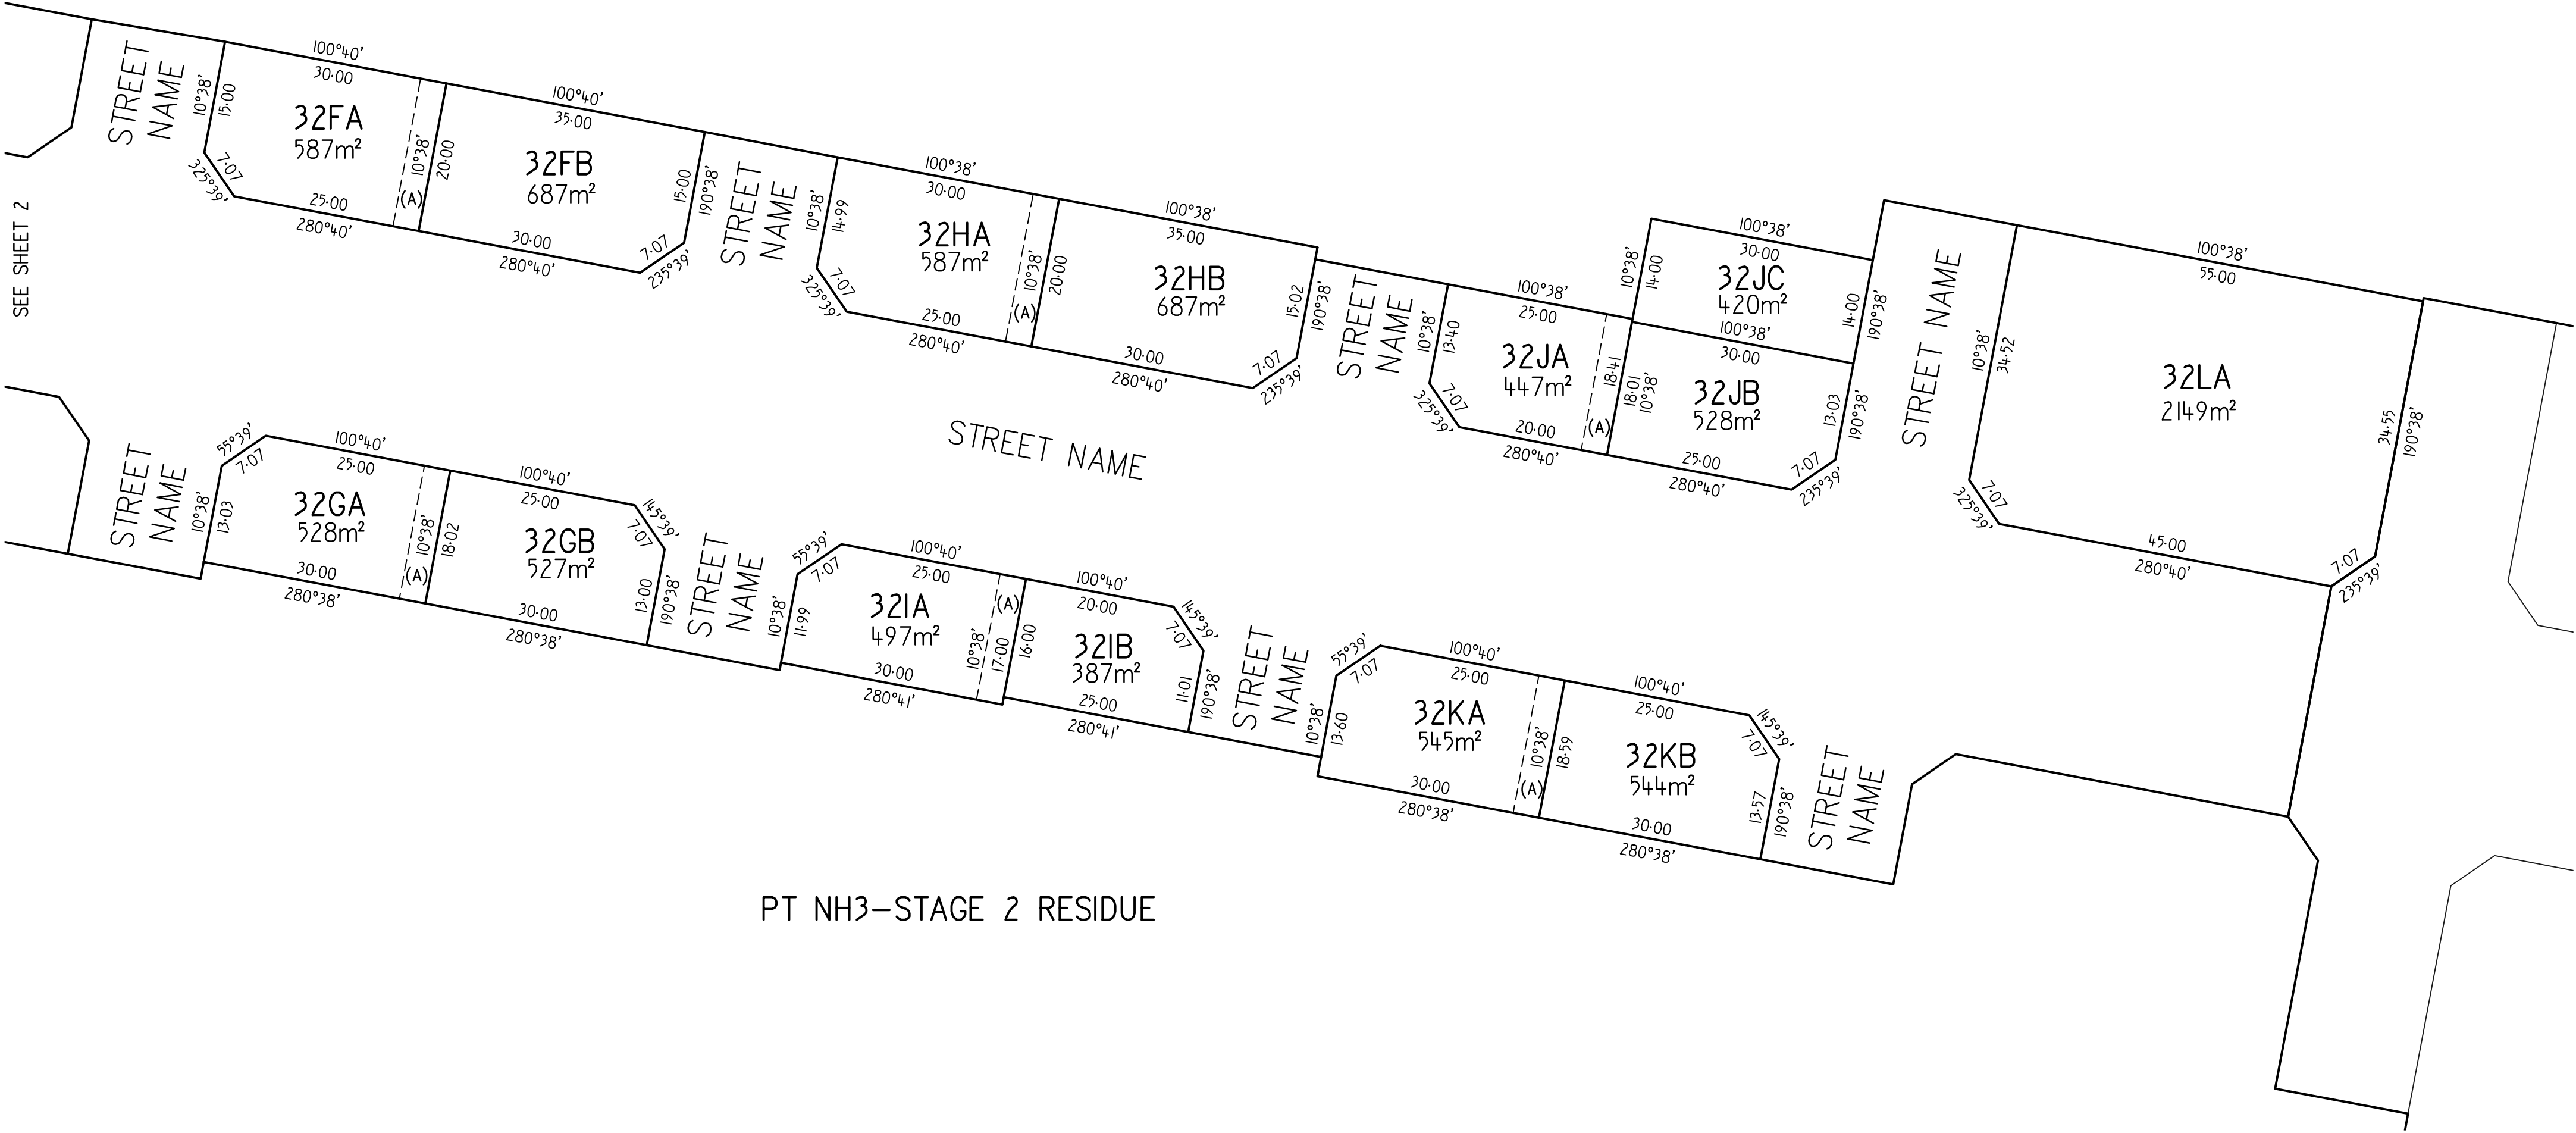 SEE SHEET 2
STREET
NAME
10°38'
15·00
100°40'
30·00
32FA
587m²
7·07
325°39'
25·00
280°40'
(A)
10°38'
20·00
100°40'
35·00
32FB
687m²
15·00
190°38'
30·00
280°40'
7·07
235°39'
STREET
NAME
10°38'
14·99
100°38'
30·00
32HA
587m²
7·07
325°39'
25·00
280°40'
(A)
10°38'
20·00
100°38'
35·00
32HB
687m²
15·02
190°38'
30·00
280°40'
7·07
235°39'
STREET
NAME
10°38'
13·40
100°38'
25·00
32JA
447m²
7·07
325°39'
20·00
280°40'
(A)
18·41
18·01
10°38'
10°38'
14·00
100°38'
30·00
32JC
420m²
14·00
190°38'
100°38'
30·00
32JB
528m²
13·03
190°38'
25·00
280°40'
7·07
235°39'
STREET NAME
10°38'
34·52
100°38'
55·00
32LA
2149m²
34·55
190°38'
7·07
325°39'
45·00
280°40'
7·07
235°39'
STREET NAME
STREET
NAME
10°38'
13·03
55°39'
7·07
100°40'
25·00
32GA
528m²
30·00
280°38'
(A)
10°38'
18·02
100°40'
25·00
32GB
527m²
145°39'
7·07
13·00
190°38'
30·00
280°38'
STREET
NAME
10°38'
11·99
55°39'
7·07
100°40'
25·00
32IA
497m²
30·00
280°41'
(A)
10°38'
17·00
16·00
100°40'
20·00
32IB
387m²
145°39'
7·07
11·01
190°38'
25·00
280°41'
STREET
NAME
10°38'
13·60
55°39'
7·07
100°40'
25·00
32KA
545m²
30·00
280°38'
(A)
10°38'
18·59
100°40'
25·00
32KB
544m²
145°39'
7·07
13·57
190°38'
30·00
280°38'
STREET
NAME
PT NH3-STAGE 2 RESIDUE